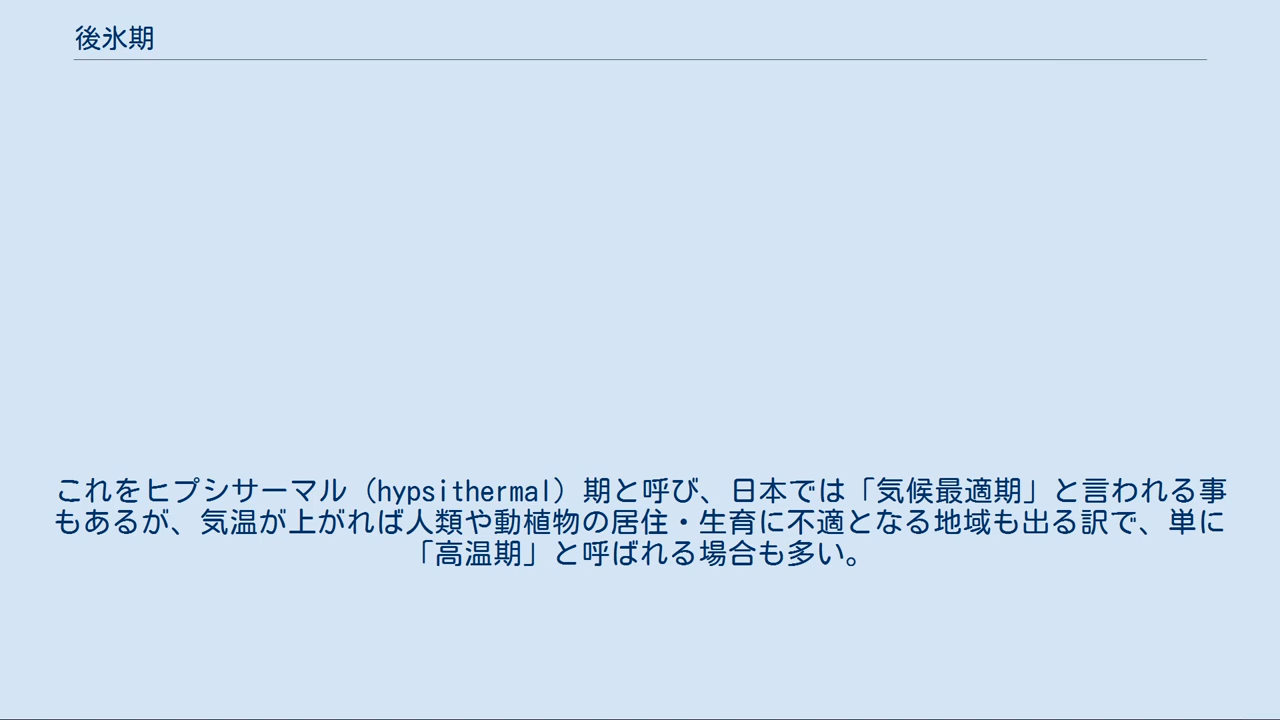 後氷期
これをヒプシサーマル（hypsithermal）期と呼び、日本では「気候最適期」と言われる事
もあるが、気温が上がれば人類や動植物の居住・生育に不適となる地域も出る訳で、単に
「高温期」と呼ばれる場合も多い。